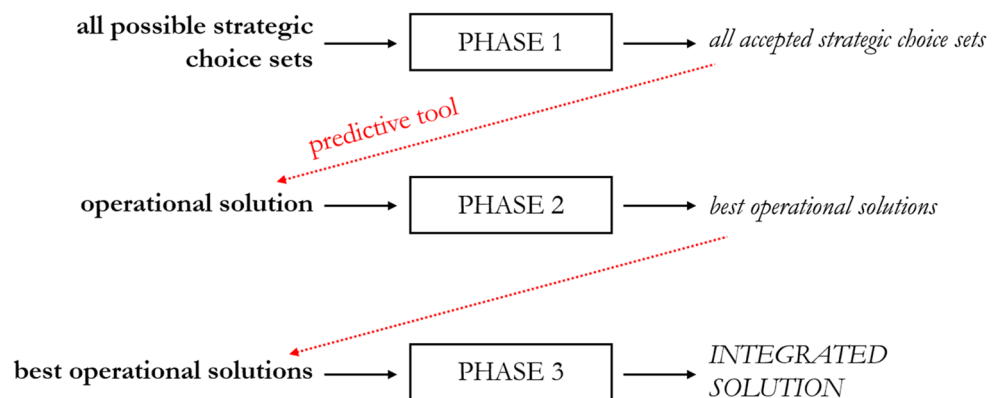 all possible strategic
choice sets
PHASE 1
all accepted strategic choice sets
predictive tool
operational solution
PHASE 2
best operational solutions
best operational solutions
PHASE 3
INTEGRATED
SOLUTION